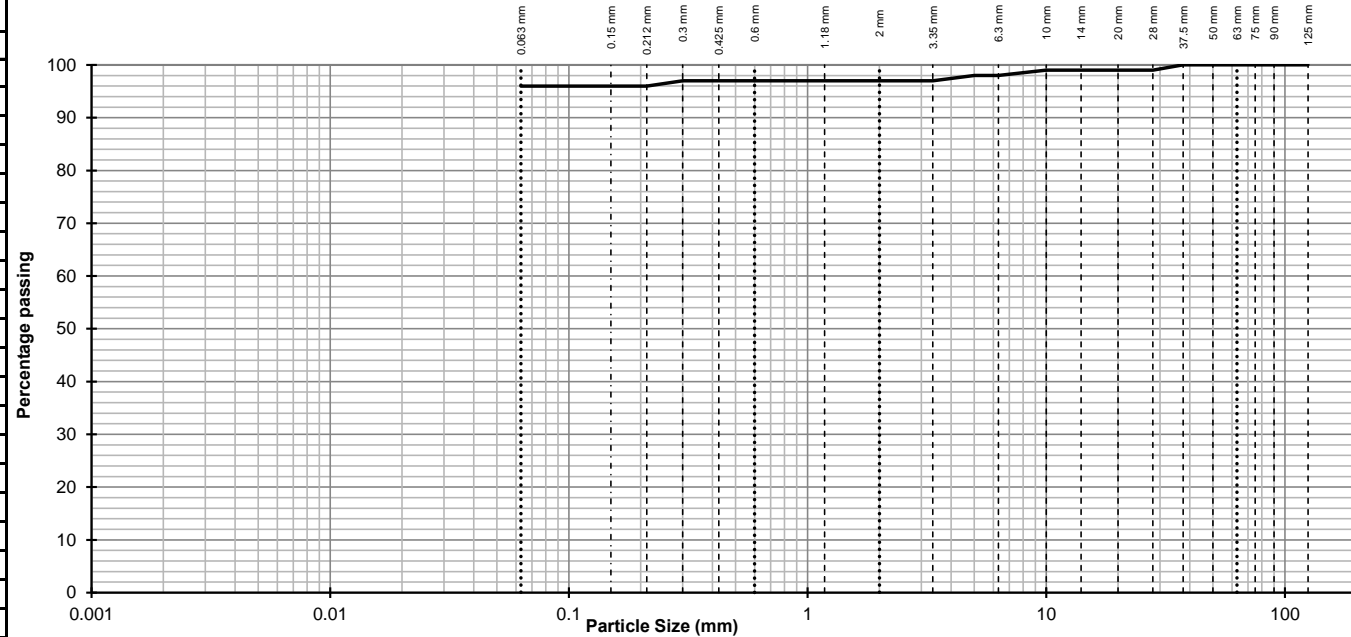 0.063 mm
0.15 mm
0.212 mm
0.3 mm
0.425 mm
0.6 mm
1.18 mm
2 mm
3.35 mm
6.3 mm
10 mm
14 mm
20 mm
28 mm
37.5 mm
50 mm
63 mm
75 mm
90 mm
125 mm
Percentage passing
100
90
80
70
60
50
40
30
20
10
0
0.001
0.01
0.1
1
10
100
Particle Size (mm)